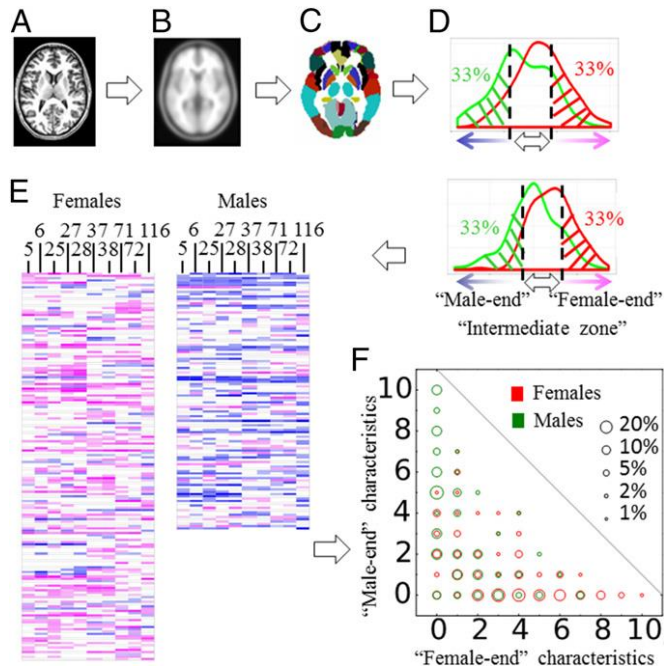 A
B
C
D
33%
33%
33%
33%
"Male-end"
"Female-end"
"Intermediate zone"
E
Females
Males
6 27 37 71 116
5 25 28 38 72
6 27 37 71 116
5 25 28 38 72
F
Females
Males
20%
10%
5%
2%
1%
10
8
6
4
2
0
"Male-end" characteristics
0 2 4 6 8 10
"Female-end" characteristics